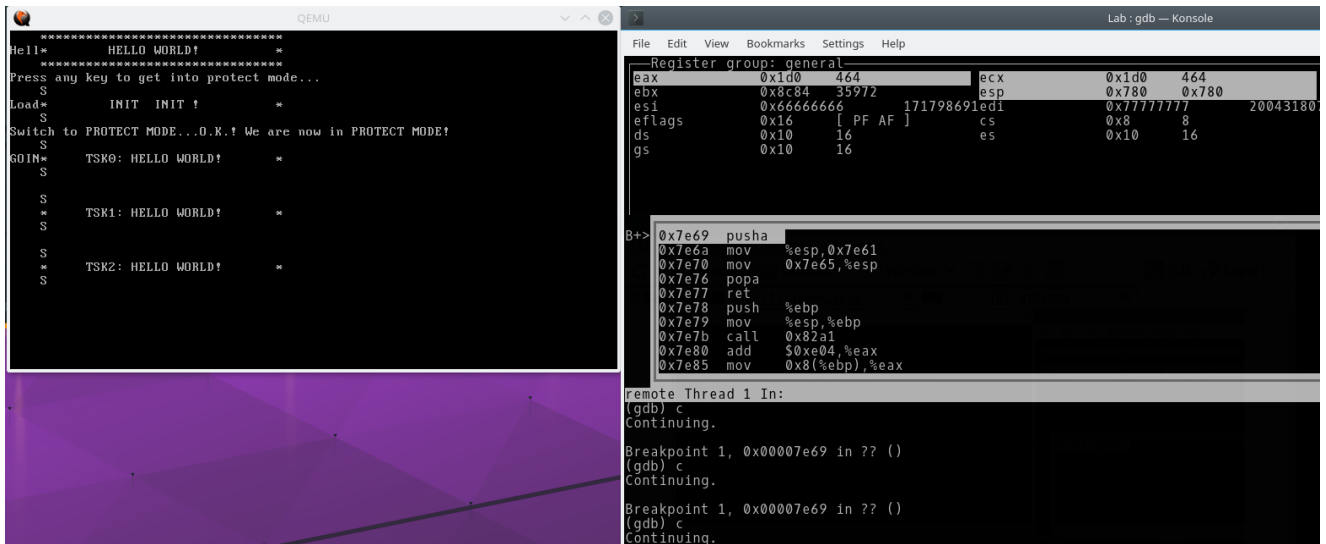 QEMU
*******************************
Hell* HELLO WORLD! *
*******************************
Press any key to get into protect mode...
S
Load* INIT INIT ! *
S
Switch to PROTECT MODE...O.K.! We are now in PROTECT MODE!
S
GOIN* TSK0: HELLO WORLD! *
S
S
* TSK1: HELLO WORLD! *
S
S
* TSK2: HELLO WORLD! *
S
Lab : gdb — Konsole
File Edit View Bookmarks Settings Help
Register group: general
eax 0x1d0 464 ecx 0x1d0 464
ebx 0x8c84 35972 esp 0x780 0x780
esi 0x66666666 171798691edi 0x77777777 200431807
eflags 0x16 [ PF AF ] cs 0x8 8
ds 0x10 16 es 0x10 16
gs 0x10 16
B+> 0x7e69 pusha
0x7e6a mov %esp,0x7e61
0x7e70 mov 0x7e65,%esp
0x7e76 popa
0x7e77 ret
0x7e78 push %ebp
0x7e79 mov %esp,%ebp
0x7e7b call 0x82a1
0x7e80 add $0xe04,%eax
0x7e85 mov 0x8(%ebp),%eax
remote Thread 1 In:
(gdb) c
Continuing.
Breakpoint 1, 0x00007e69 in ?? ()
(gdb) c
Continuing.
Breakpoint 1, 0x00007e69 in ?? ()
(gdb) c
Continuing.